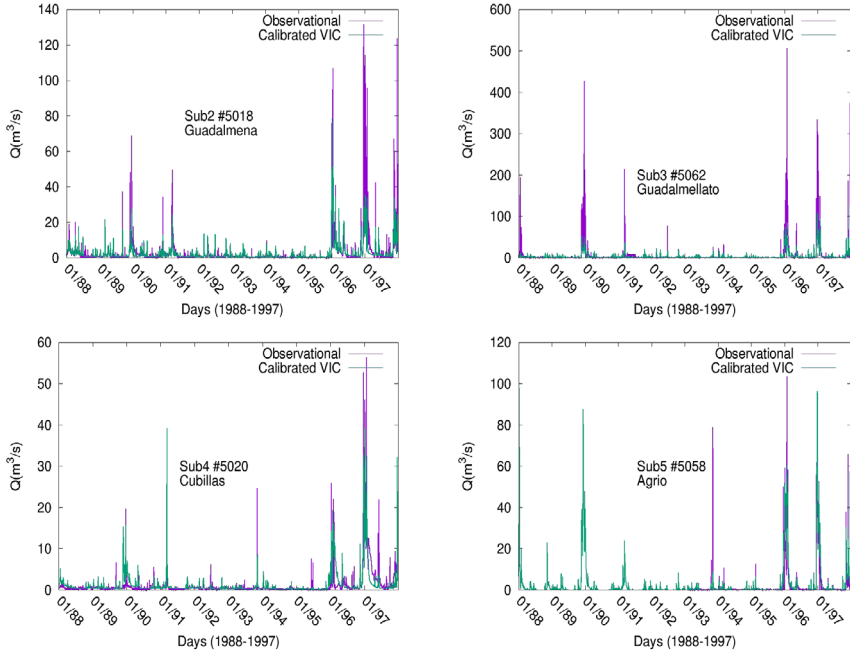 140
120
100
80
60
40
20
0
Q(m³/s)
Observational
Calibrated VIC
Sub2 #5018
Guadalmena
01/88
01/89
01/90
01/91
01/92
01/93
01/94
01/95
01/96
01/97
Days (1988-1997)
600
500
400
300
200
100
0
Q(m³/s)
Observational
Calibrated VIC
Sub3 #5062
Guadalmellato
01/88
01/89
01/90
01/91
01/92
01/93
01/94
01/95
01/96
01/97
Days (1988-1997)
60
50
40
30
20
10
0
Q(m³/s)
Observational
Calibrated VIC
Sub4 #5020
Cubillas
01/88
01/89
01/90
01/91
01/92
01/93
01/94
01/95
01/96
01/97
Days (1988-1997)
120
100
80
60
40
20
0
Q(m³/s)
Observational
Calibrated VIC
Sub5 #5058
Agrio
01/88
01/89
01/90
01/91
01/92
01/93
01/94
01/95
01/96
01/97
Days (1988-1997)